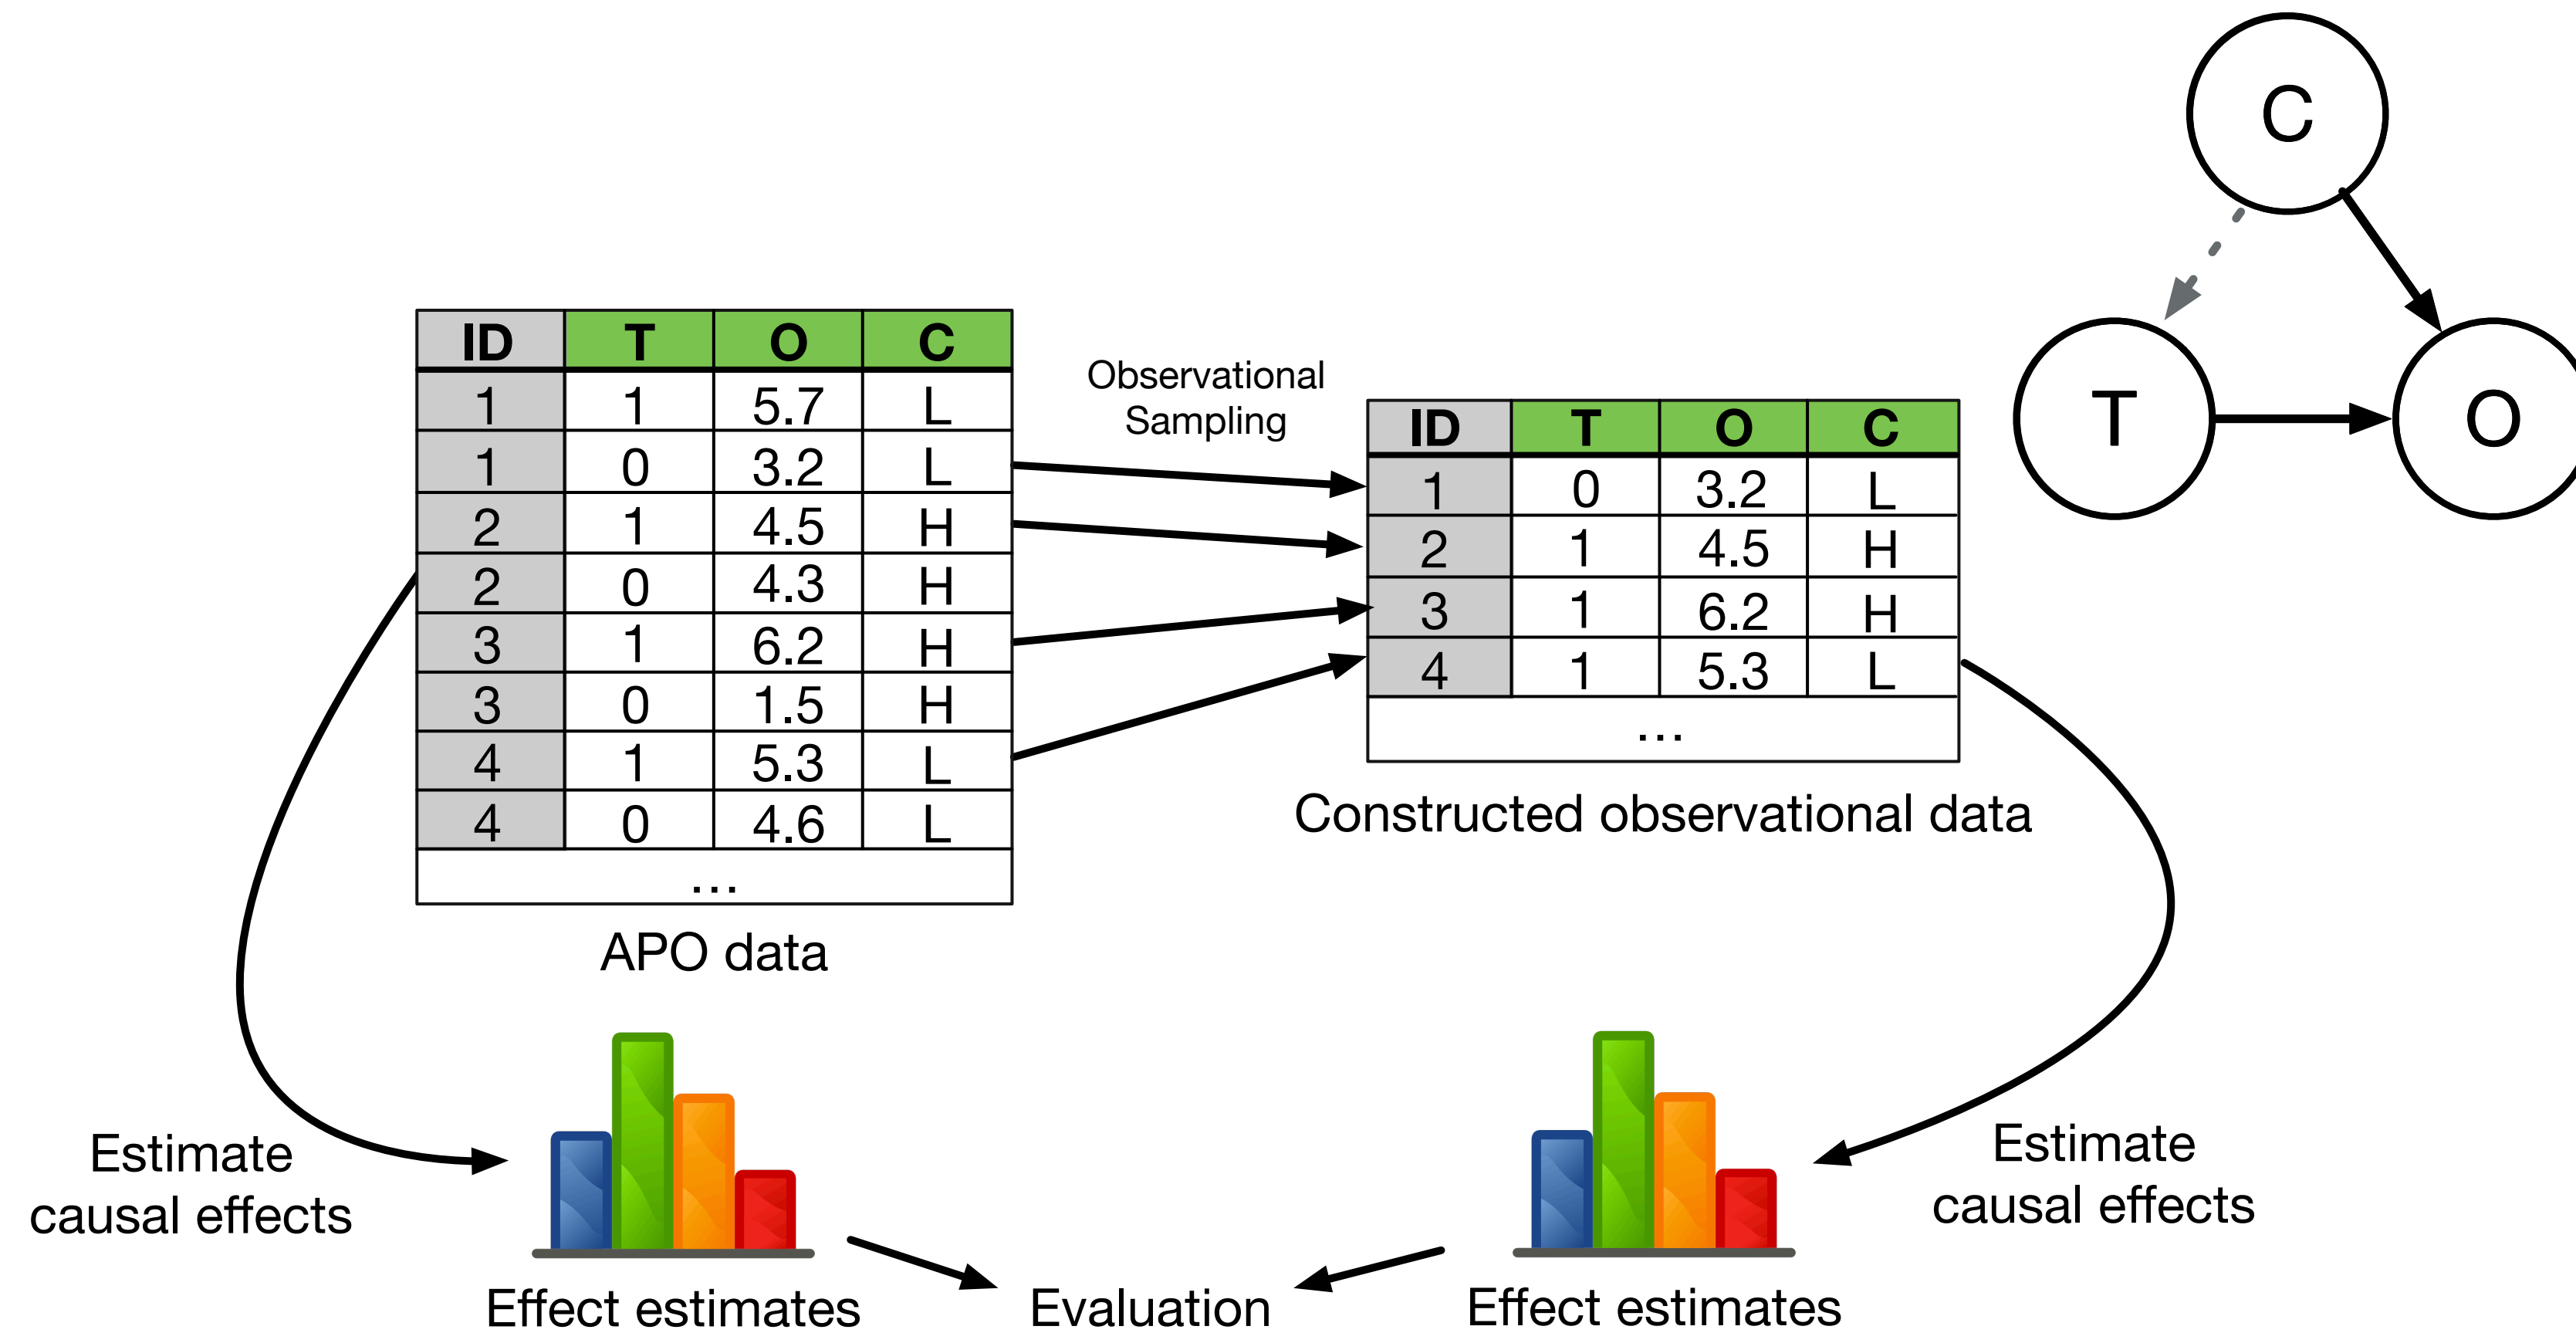 C
T
O
ID T O C
1 1 5.7 L
1 0 3.2 L
2 1 4.5 H
2 0 4.3 H
3 1 6.2 H
3 0 1.5 H
4 1 5.3 L
4 0 4.6 L
...
APO data
Observational
Sampling
ID T O C
1 0 3.2 L
2 1 4.5 H
3 1 6.2 H
4 1 5.3 L
...
Constructed observational data
Estimate
causal effects
Effect estimates
Evaluation
Effect estimates
Estimate
causal effects